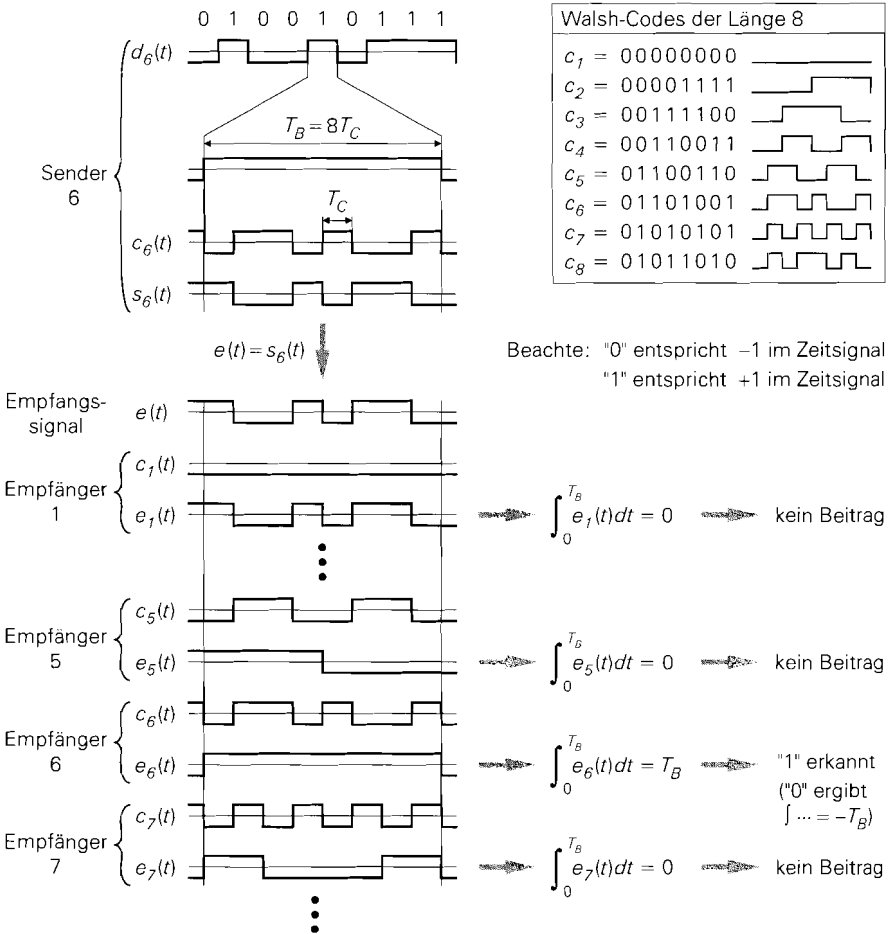 0 1 0 0 1 0 1 1 1
d6(t)
TB = 8TC
Sender
6
TC
c6(t)
s6(t)
e(t) = s6(t)
Walsh-Codes der Länge 8
c1 = 00000000
c2 = 00001111
c3 = 00111100
c4 = 00110011
c5 = 01100110
c6 = 01101001
c7 = 01010101
c8 = 01011010
Beachte: "0" entspricht −1 im Zeitsignal
"1" entspricht +1 im Zeitsignal
Empfangs-
signal
e(t)
Empfänger
1
c1(t)
e1(t)
∫0TB e1(t)dt = 0
kein Beitrag
Empfänger
5
c5(t)
e5(t)
∫0TB e5(t)dt = 0
kein Beitrag
Empfänger
6
c6(t)
e6(t)
∫0TB e6(t)dt = TB
"1" erkannt
("0" ergibt
∫ ··· = −TB)
Empfänger
7
c7(t)
e7(t)
∫0TB e7(t)dt = 0
kein Beitrag